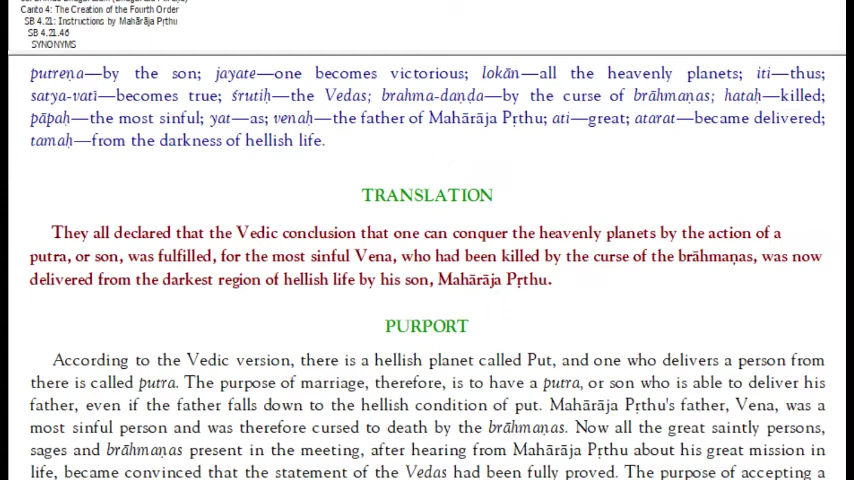 Canto 4: The Creation of the Fourth Order
SB 4.21: Instructions by Mahārāja Pṛthu
SB 4.21.46
SYNONYMS
putreṇa—by the son; jayate—one becomes victorious; lokān—all the heavenly planets; iti—thus;
satya-vatī—becomes true; śrutiḥ—the Vedas; brahma-daṇḍa—by the curse of brāhmaṇas; hataḥ—killed;
pāpaḥ—the most sinful; yat—as; venaḥ—the father of Mahārāja Pṛthu; ati—great; atarat—became delivered;
tamaḥ—from the darkness of hellish life.
TRANSLATION
They all declared that the Vedic conclusion that one can conquer the heavenly planets by the action of a
putra, or son, was fulfilled, for the most sinful Vena, who had been killed by the curse of the brāhmaṇas, was now
delivered from the darkest region of hellish life by his son, Mahārāja Pṛthu.
PURPORT
According to the Vedic version, there is a hellish planet called Put, and one who delivers a person from
there is called putra. The purpose of marriage, therefore, is to have a putra, or son who is able to deliver his
father, even if the father falls down to the hellish condition of put. Mahārāja Pṛthu's father, Vena, was a
most sinful person and was therefore cursed to death by the brāhmaṇas. Now all the great saintly persons,
sages and brāhmaṇas present in the meeting, after hearing from Mahārāja Pṛthu about his great mission in
life, became convinced that the statement of the Vedas had been fully proved. The purpose of accepting a